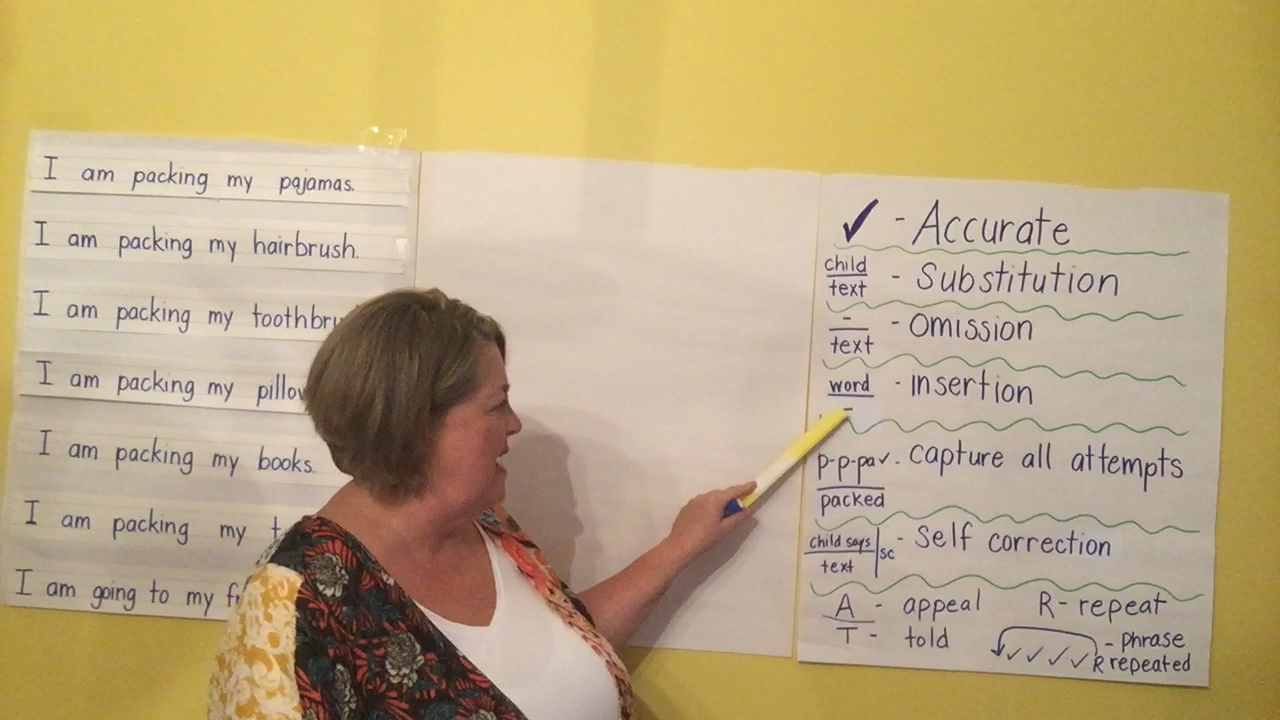 I am packing my pajamas.
I am packing my hairbrush.
I am packing my
I am packing my
I am packing my books.
I am packing my
I am going to my
✓ - Accurate
child
text - Substitution
-
text - Omission
word - insertion
-
p-p-pa✓ - capture all attempts
packed
child says | sc - Self correction
text
A - appeal R - repeat
T - told
✓ ✓ ✓ ✓ R - phrase
repeated